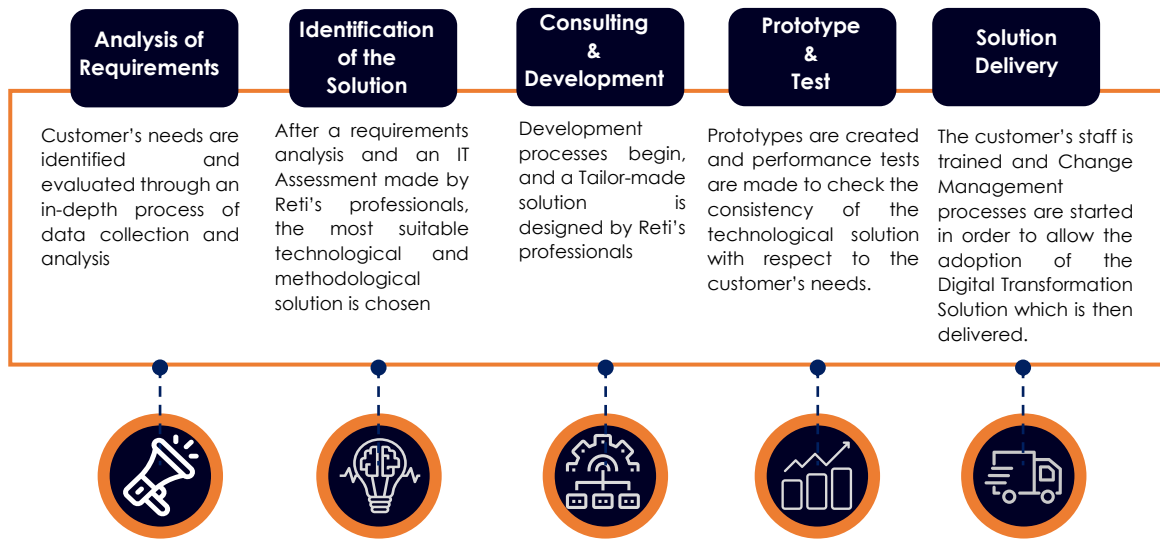 Analysis of
Requirements
Customer’s needs are
identified and
evaluated through an
in-depth process of
data collection and
analysis
Identification
of the
Solution
After a requirements
analysis and an IT
Assessment made by
Reti’s professionals,
the most suitable
technological and
methodological
solution is chosen
Consulting
&
Development
Development
processes begin,
and a Tailor-made
solution is
designed by Reti’s
professionals
Prototype
&
Test
Prototypes are created
and performance tests
are made to check the
consistency of the
technological solution
with respect to the
customer’s needs.
Solution
Delivery
The customer’s staff is
trained and Change
Management
processes are started
in order to allow the
adoption of the
Digital Transformation
Solution which is then
delivered.